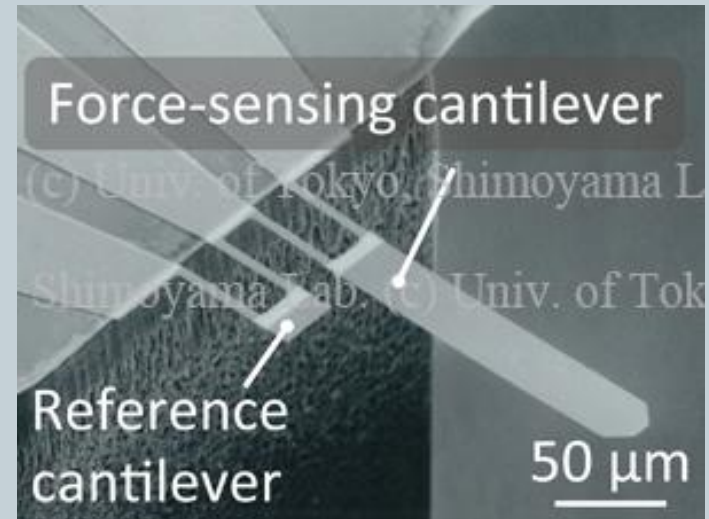 Force-sensing cantilever
(c) Univ. of Tokyo, Shimoyama L
Shimoyama Lab. (c) Univ. of Tok
Reference
cantilever
50 μm